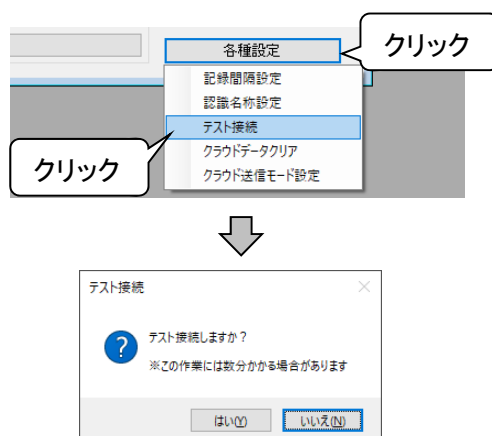 各種設定
クリック
記録間隔設定
認識名称設定
テスト接続
クリック
クラウドデータクリア
クラウド送信モード設定
テスト接続
テスト接続しますか？
※この作業には数分かかる場合があります
はい(Y)
いいえ(N)